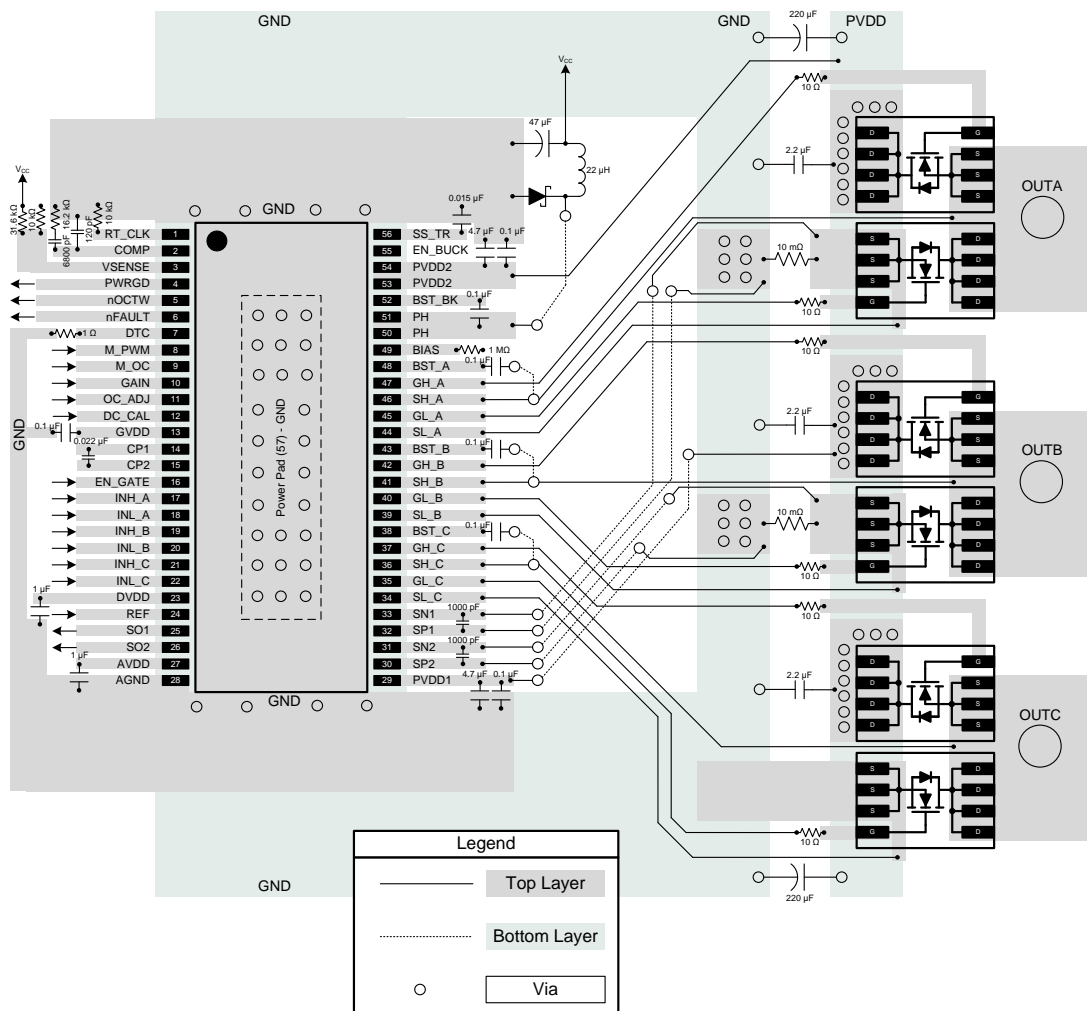 GND
GND
220 µF
PVDD
VCC
10 Ω
47 µF
22 µH
2.2 µF
D
D
D
D
G
S
S
S
OUTA
VCC
31.6 kΩ
10 kΩ
16.2 kΩ
6800 pF
120 pF
10 kΩ
0.015 µF
4.7 µF
0.1 µF
0.1 µF
GND
RT_CLK 1
COMP 2
VSENSE 3
PWRGD 4
nOCTW 5
nFAULT 6
DTC 7
M_PWM 8
M_OC 9
GAIN 10
OC_ADJ 11
DC_CAL 12
GVDD 13
CP1 14
CP2 15
EN_GATE 16
INH_A 17
INL_A 18
INH_B 19
INL_B 20
INH_C 21
INL_C 22
DVDD 23
REF 24
SO1 25
SO2 26
AVDD 27
AGND 28
1 Ω
GND
0.1 µF
0.022 µF
1 µF
1 µF
Power Pad (57) - GND
GND
56 SS_TR
55 EN_BUCK
54 PVDD2
53 PVDD2
52 BST_BK
51 PH
50 PH
49 BIAS
48 BST_A
47 GH_A
46 SH_A
45 GL_A
44 SL_A
43 BST_B
42 GH_B
41 SH_B
40 GL_B
39 SL_B
38 BST_C
37 GH_C
36 SH_C
35 GL_C
34 SL_C
33 SN1
32 SP1
31 SN2
30 SP2
29 PVDD1
1 MΩ
0.1 µF
0.1 µF
0.1 µF
1000 pF
1000 pF
4.7 µF
0.1 µF
10 mΩ
S
S
S
G
D
D
D
D
10 Ω
10 Ω
2.2 µF
D
D
D
D
G
S
S
S
OUTB
10 mΩ
S
S
S
G
D
D
D
D
10 Ω
10 Ω
2.2 µF
D
D
D
D
G
S
S
S
OUTC
S
S
S
G
D
D
D
D
10 Ω
220 µF
GND
Legend
Top Layer
Bottom Layer
Via